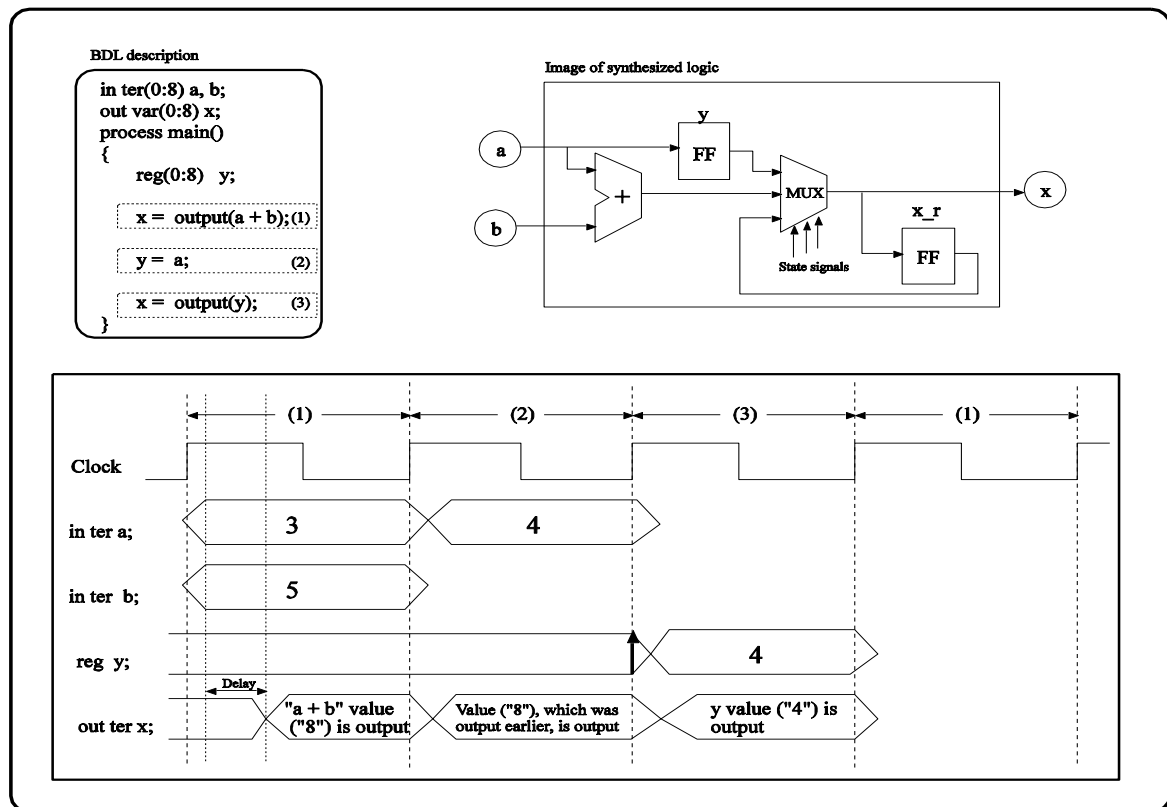 BDL description
in ter(0:8) a, b;
out var(0:8) x;
process main()
{
reg(0:8) y;
x = output(a + b); (1)
y = a; (2)
x = output(y); (3)
}
Image of synthesized logic
a
b
+
y
FF
MUX
State signals
x_r
FF
x
(1) (2) (3) (1)
Clock
in ter a; 3 4
in ter b; 5
reg y; 4
Delay
out ter x;
"a + b" value
("8") is output
Value ("8"), which was
output earlier, is output
y value ("4") is
output